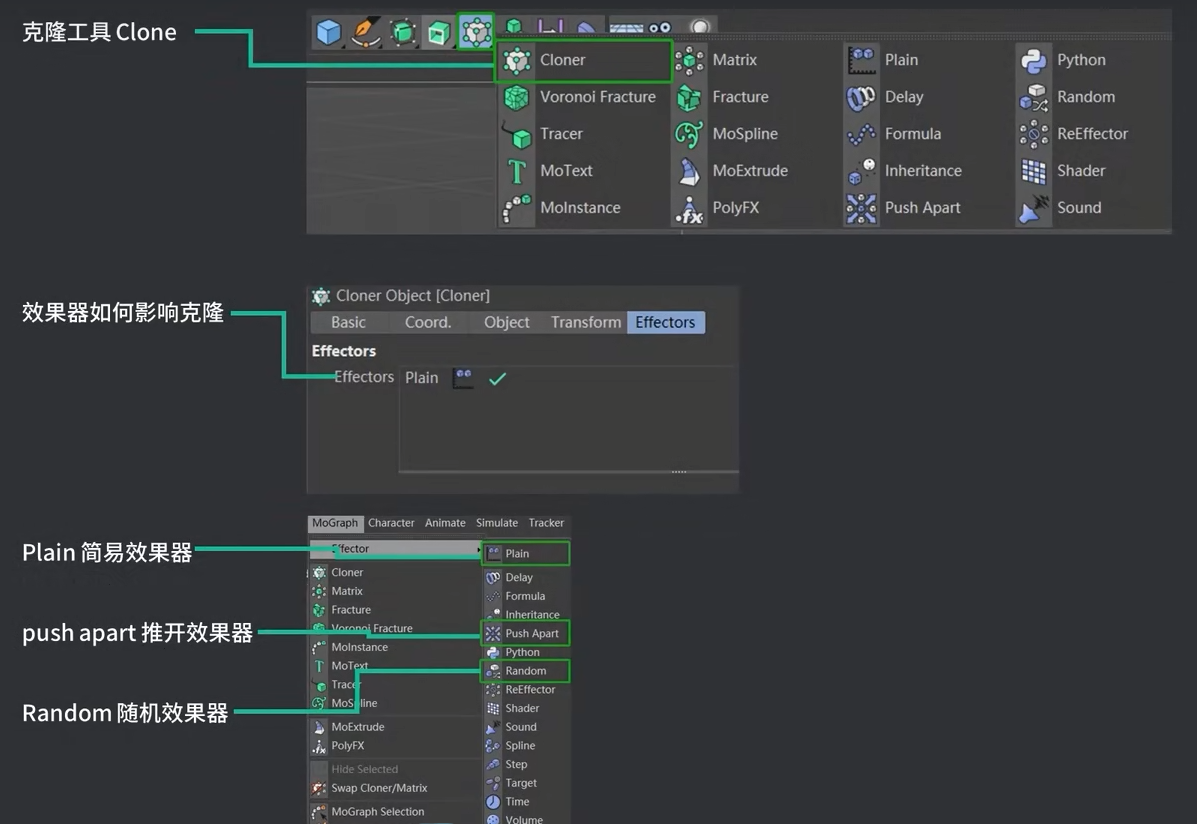 克隆工具 Clone
Cloner Matrix Plain Python
Voronoi Fracture Fracture Delay Random
Tracer MoSpline Formula ReEffector
MoText MoExtrude Inheritance Shader
MoInstance PolyFX Push Apart Sound
效果器如何影响克隆
Cloner Object [Cloner]
Basic Coord. Object Transform Effectors
Effectors
Effectors Plain
MoGraph Character Animate Simulate Tracker
Plain 简易效果器
push apart 推开效果器
Random 随机效果器
Effector
Cloner
Matrix
Fracture
Voronoi Fracture
MoInstance
MoText
Tracer
MoSpline
MoExtrude
PolyFX
Hide Selected
Swap Cloner/Matrix
MoGraph Selection
Plain
Delay
Formula
Inheritance
Push Apart
Python
Random
ReEffector
Shader
Sound
Spline
Step
Target
Time
Volume